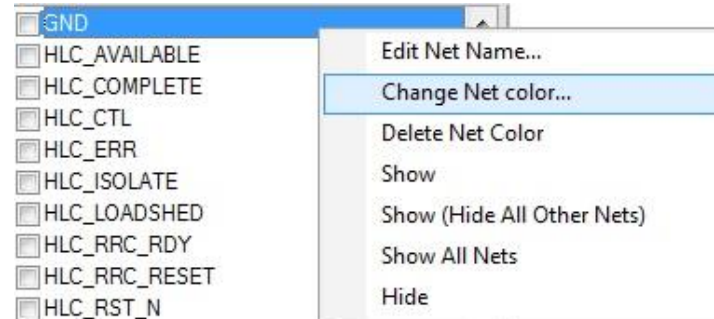 GND
HLC_AVAILABLE
HLC_COMPLETE
HLC_CTL
HLC_ERR
HLC_ISOLATE
HLC_LOADSHED
HLC_RRC_RDY
HLC_RRC_RESET
HLC_RST_N
Edit Net Name...
Change Net color...
Delete Net Color
Show
Show (Hide All Other Nets)
Show All Nets
Hide